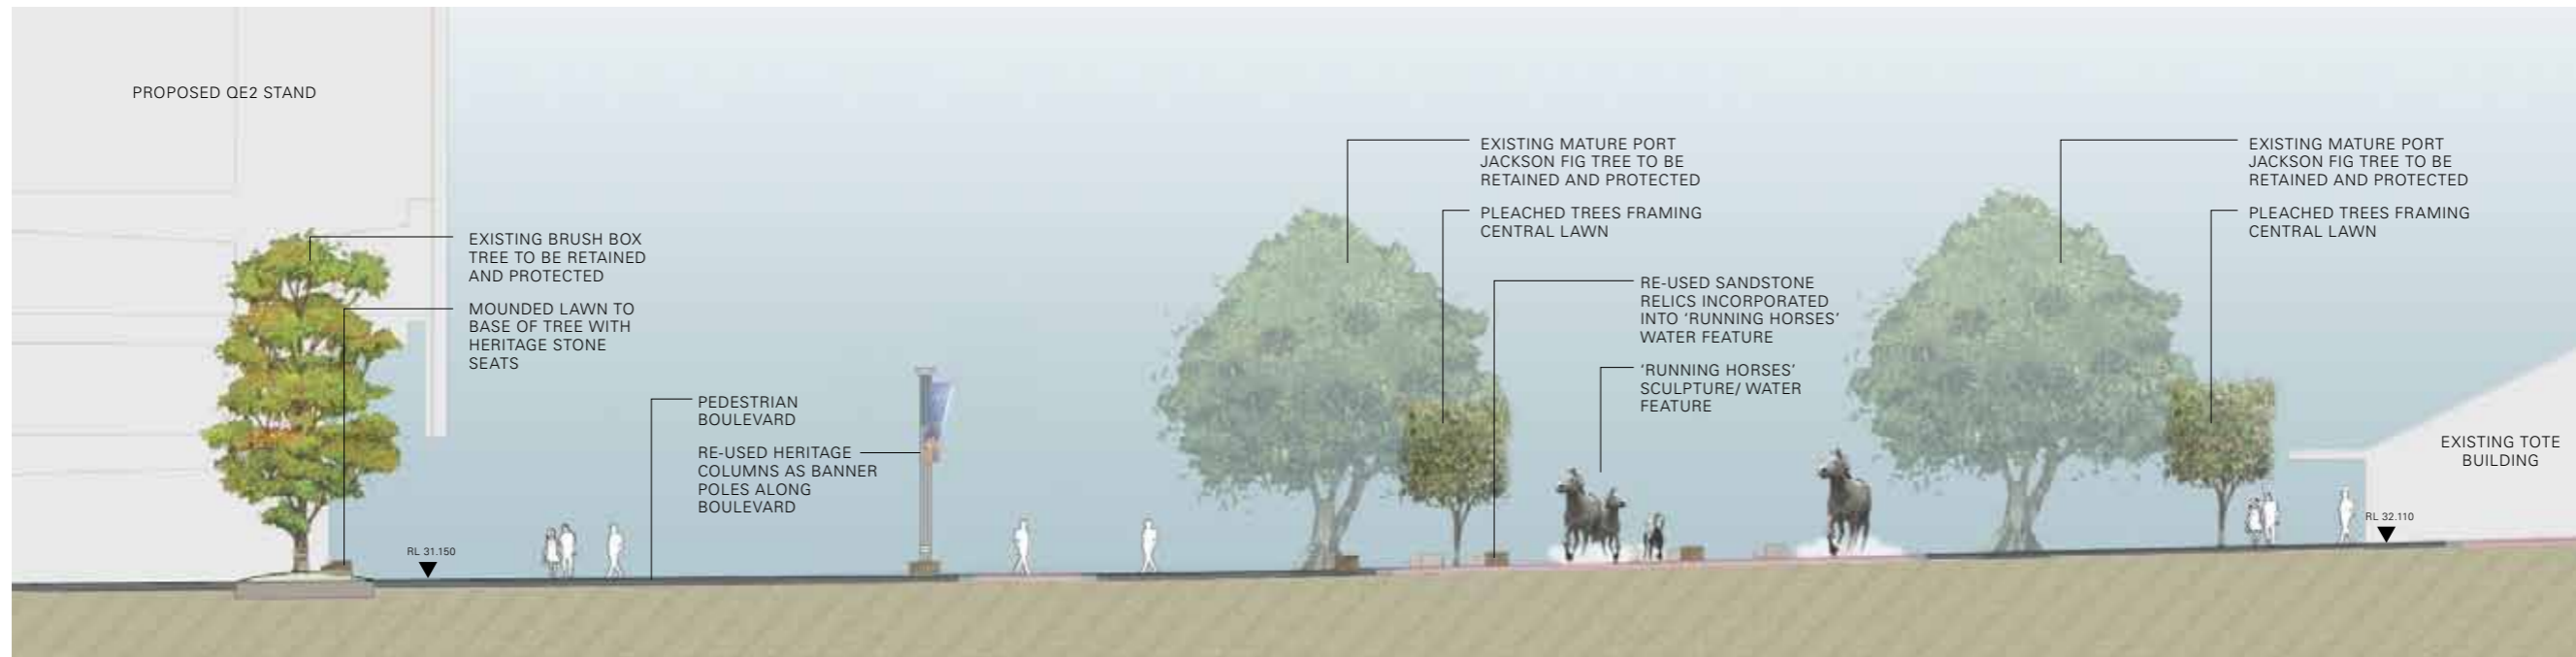 PROPOSED QE2 STAND
EXISTING BRUSH BOX
TREE TO BE RETAINED
AND PROTECTED
MOUNDED LAWN TO
BASE OF TREE WITH
HERITAGE STONE
SEATS
RL 31.150
PEDESTRIAN
BOULEVARD
RE-USED HERITAGE
COLUMNS AS BANNER
POLES ALONG
BOULEVARD
EXISTING MATURE PORT
JACKSON FIG TREE TO BE
RETAINED AND PROTECTED
PLEACHED TREES FRAMING
CENTRAL LAWN
RE-USED SANDSTONE
RELICS INCORPORATED
INTO ‘RUNNING HORSES’
WATER FEATURE
‘RUNNING HORSES’
SCULPTURE/ WATER
FEATURE
EXISTING MATURE PORT
JACKSON FIG TREE TO BE
RETAINED AND PROTECTED
PLEACHED TREES FRAMING
CENTRAL LAWN
EXISTING TOTE
BUILDING
RL 32.110